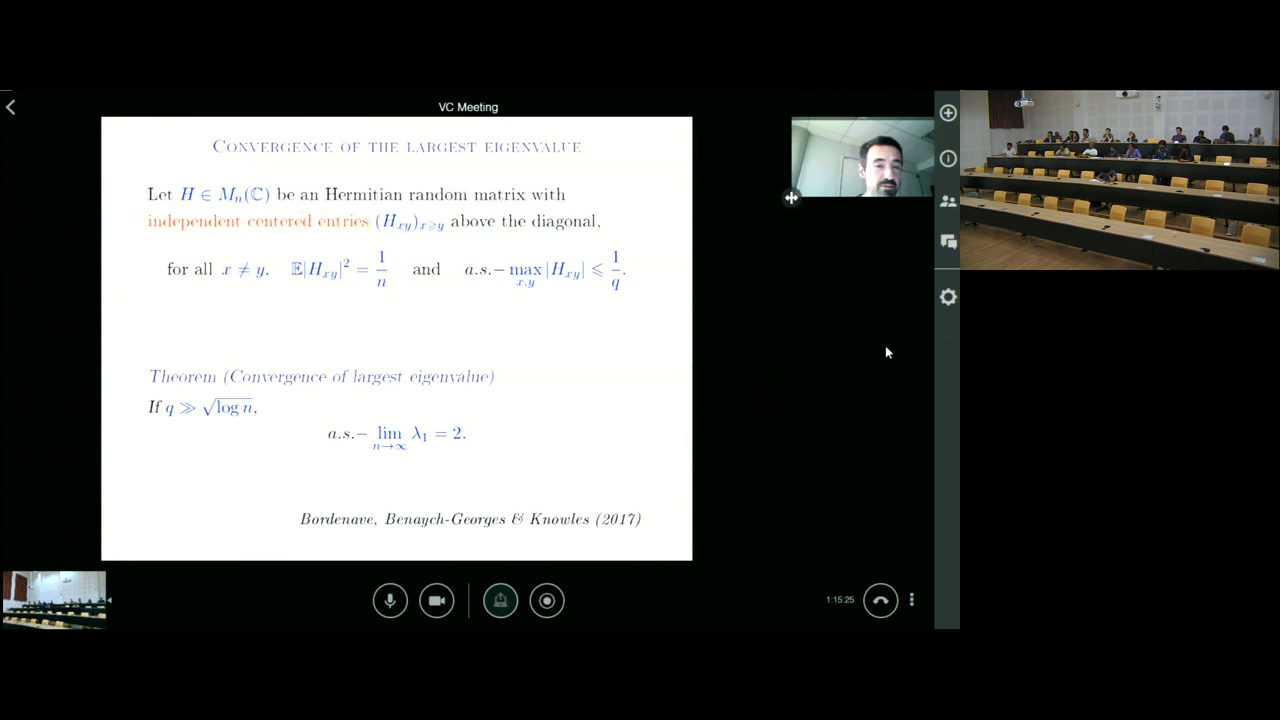 VC Meeting
CONVERGENCE OF THE LARGEST EIGENVALUE
Let H ∈ M_n(ℂ) be an Hermitian random matrix with
independent centered entries (H_{xy})_{x⩾y} above the diagonal,
for all x ≠ y, 𝔼|H_{xy}|² = 1/n and a.s.− max_{x,y} |H_{xy}| ⩽ 1/q.
Theorem (Convergence of largest eigenvalue)
If q ≫ √log n,
a.s.− lim_{n→∞} λ₁ = 2.
Bordenave, Benaych-Georges & Knowles (2017)
1:15:25